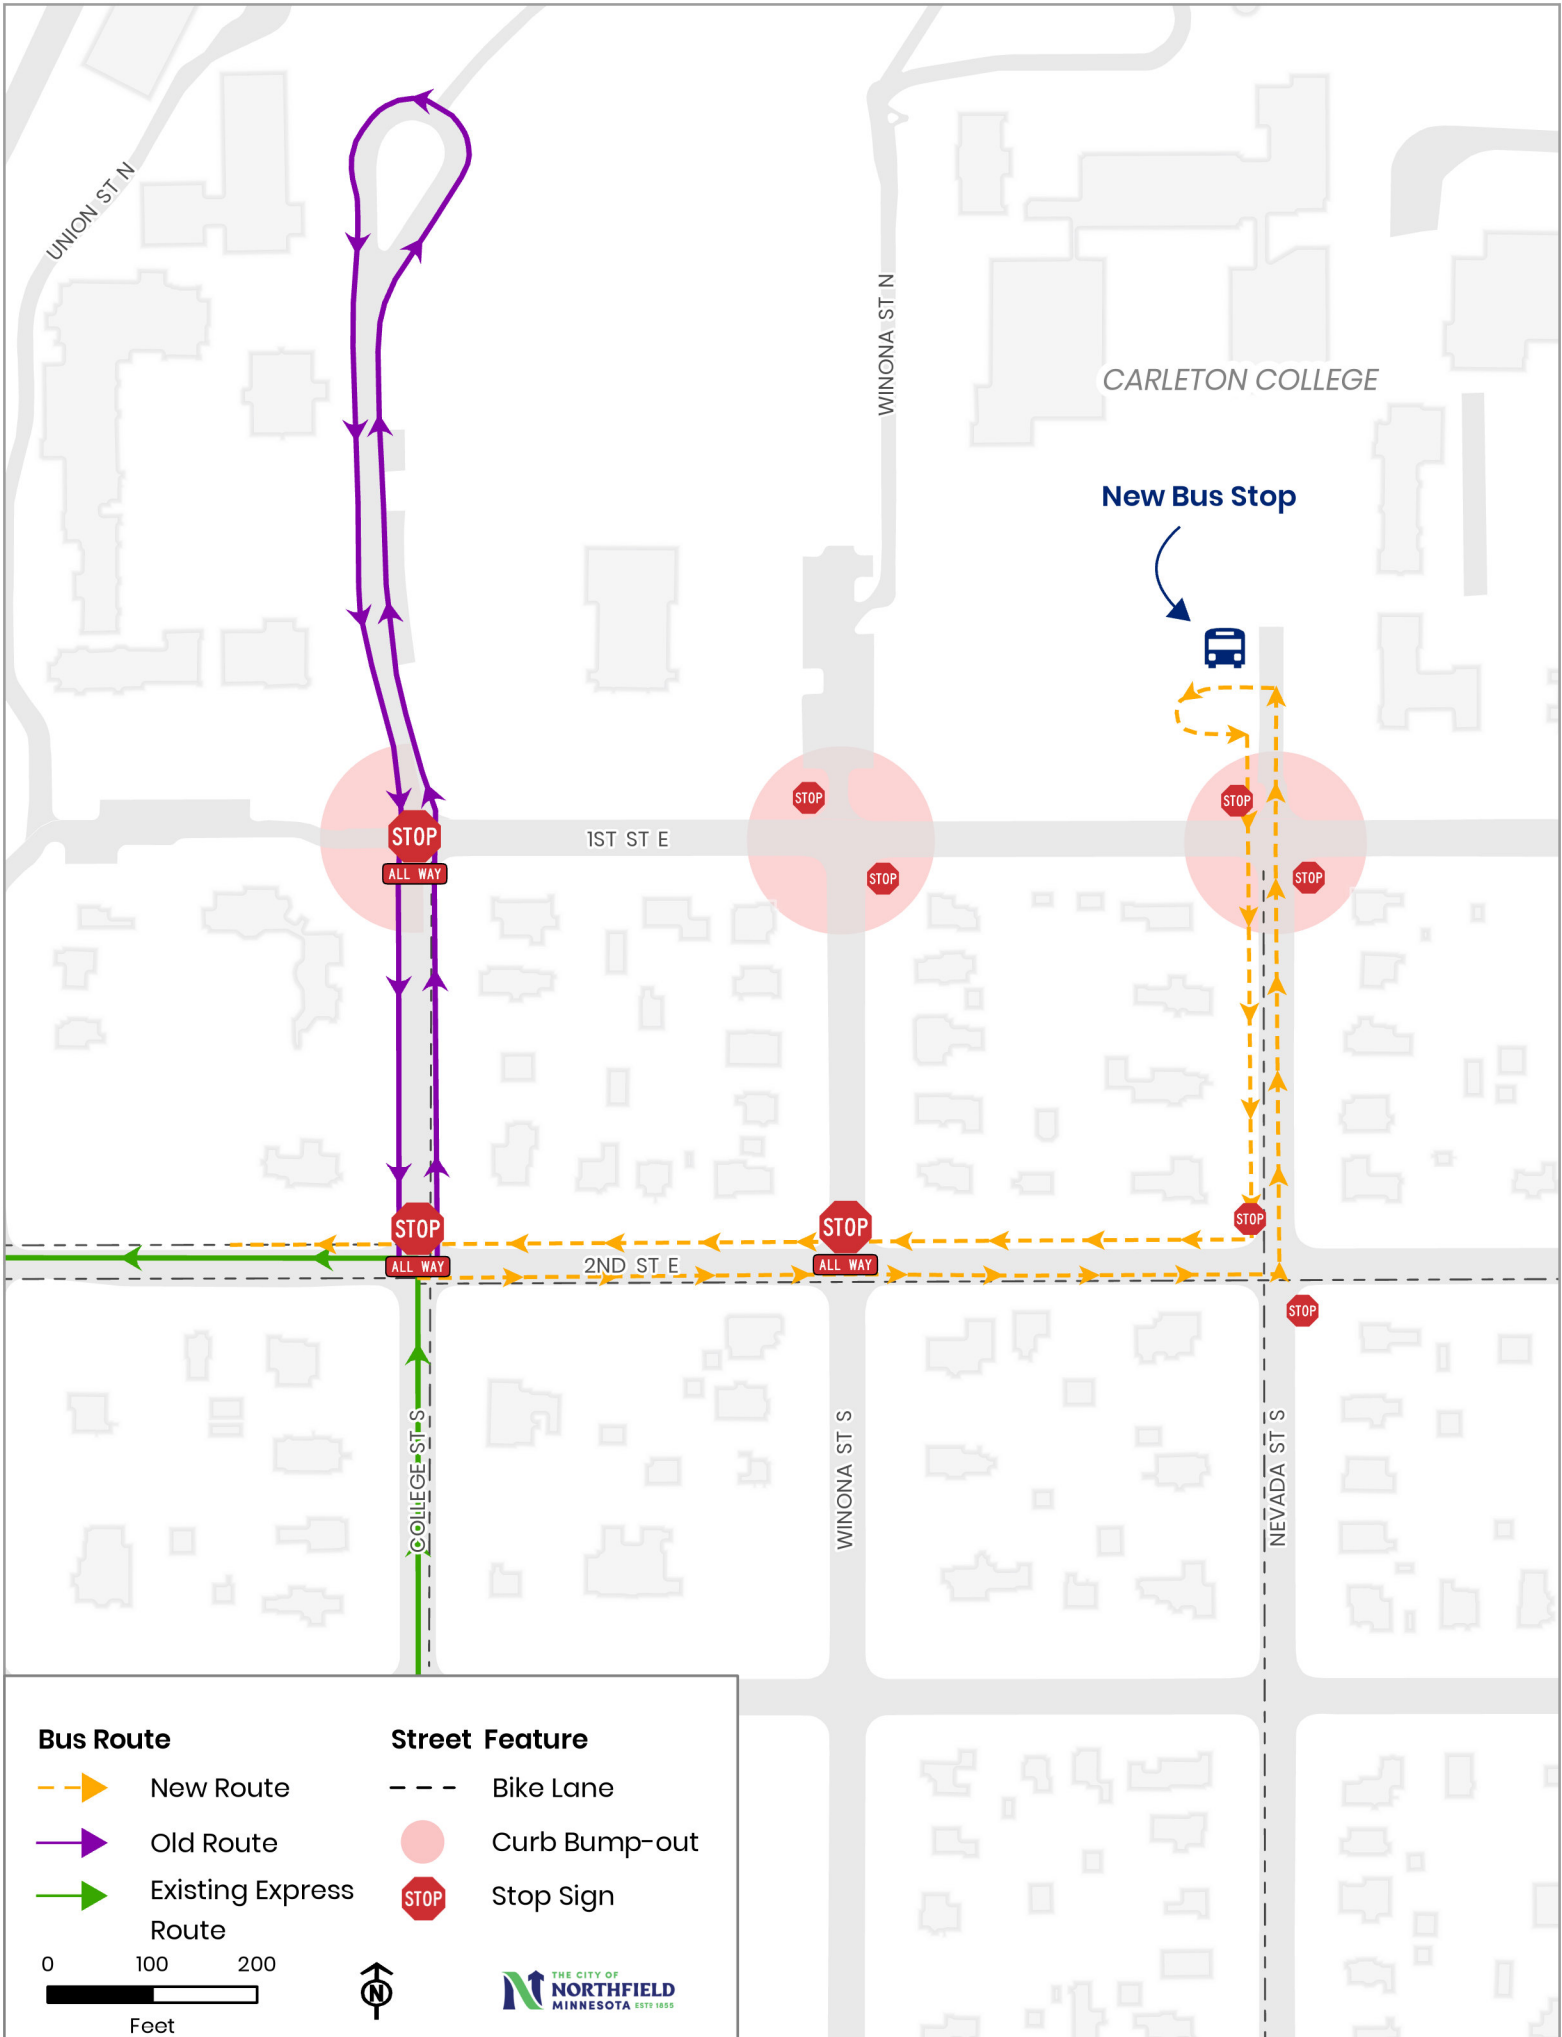 UNION ST N
WINONA ST N
CARLETON COLLEGE
New Bus Stop
STOP
STOP
STOP
ALL WAY
1ST ST E
STOP
STOP
STOP
STOP
ALL WAY
STOP
ALL WAY
2ND ST E
STOP
COLLEGE ST S
WINONA ST S
NEVADA ST S
Bus Route
New Route
Old Route
Existing Express
Route
Street Feature
Bike Lane
Curb Bump-out
STOP
Stop Sign
0 100 200
Feet
N
THE CITY OF
NORTHFIELD
MINNESOTA ESTD 1855